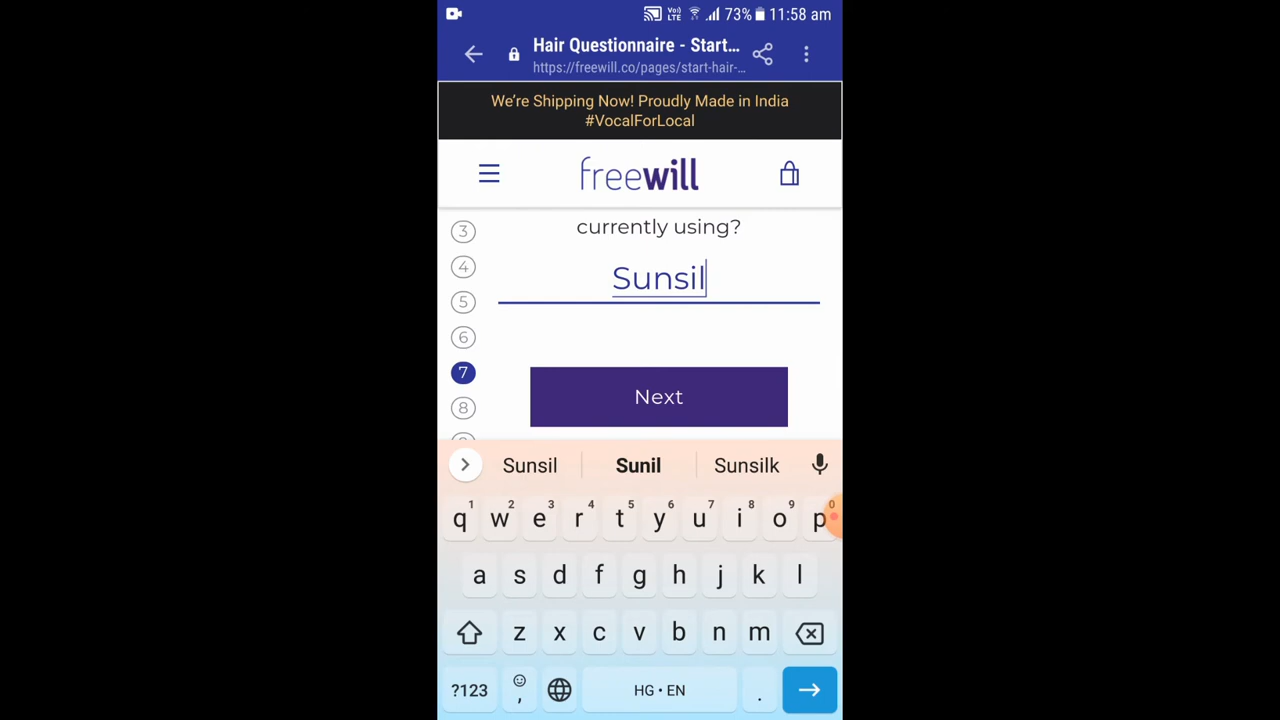 Vo) LTE 73% 11:58 am
Hair Questionnaire - Start...
https://freewill.co/pages/start-hair-...
We're Shipping Now! Proudly Made in India
#VocalForLocal
freewill
3
currently using?
4
Sunsil
5
6
7
Next
8
Sunsil Sunil Sunsilk
1 2 3 4 5 6 7 8 9 0
q w e r t y u i o p
a s d f g h j k l
z x c v b n m
?123 , HG • EN .